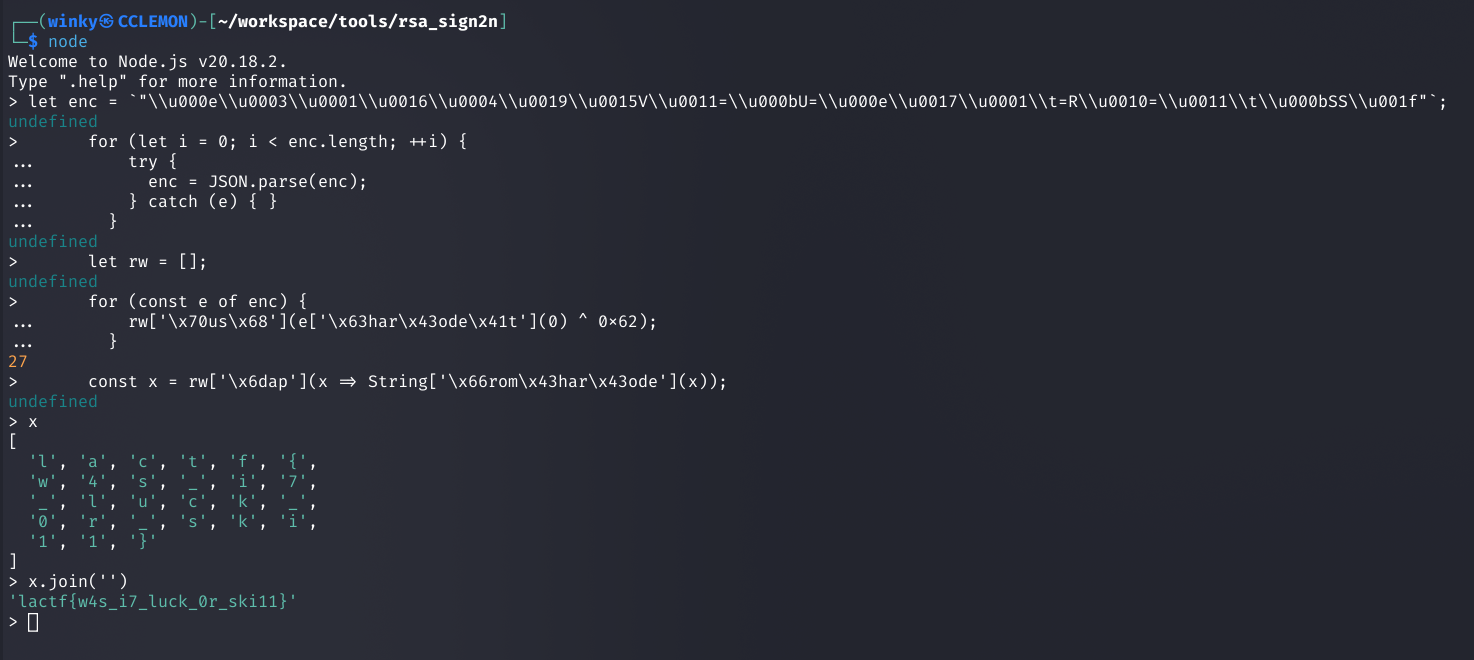 ┌──(winky㉿CCLEMON)-[~/workspace/tools/rsa_sign2n]
└─$ node
Welcome to Node.js v20.18.2.
Type ".help" for more information.
> let enc = `"\\u000e\\u0003\\u0001\\u0016\\u0004\\u0019\\u0015V\\u0011=\\u000bU=\\u000e\\u0017\\u0001\\t=R\\u0010=\\u0011\\t\\u000bSS\\u001f"`;
undefined
>       for (let i = 0; i < enc.length; ++i) {
...         try {
...           enc = JSON.parse(enc);
...         } catch (e) { }
...       }
undefined
>       let rw = [];
undefined
>       for (const e of enc) {
...         rw['\x70us\x68'](e['\x63har\x43ode\x41t'](0) ^ 0x62);
...       }
27
>       const x = rw['\x6dap'](x => String['\x66rom\x43har\x43ode'](x));
undefined
> x
[
  'l', 'a', 'c', 't', 'f', '{',
  'w', '4', 's', '_', 'i', '7',
  '_', 'l', 'u', 'c', 'k', '_',
  '0', 'r', '_', 's', 'k', 'i',
  '1', '1', '}'
]
> x.join('')
'lactf{w4s_i7_luck_0r_ski11}'
>